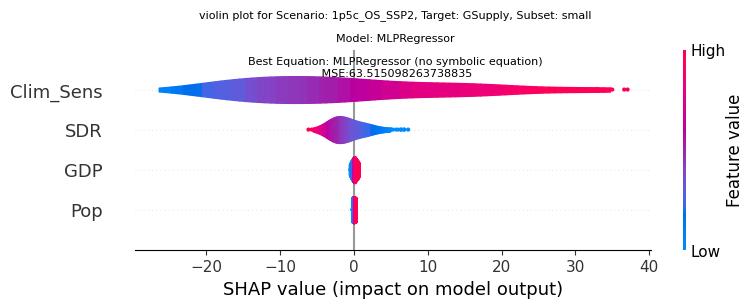 violin plot for Scenario: 1p5c_OS_SSP2, Target: GSupply, Subset: small
Model: MLPRegressor
Best Equation: MLPRegressor (no symbolic equation)
MSE:63.515098263738835
High
Clim_Sens
SDR
GDP
Pop
Feature value
Low
−20
−10
0
10
20
30
40
SHAP value (impact on model output)